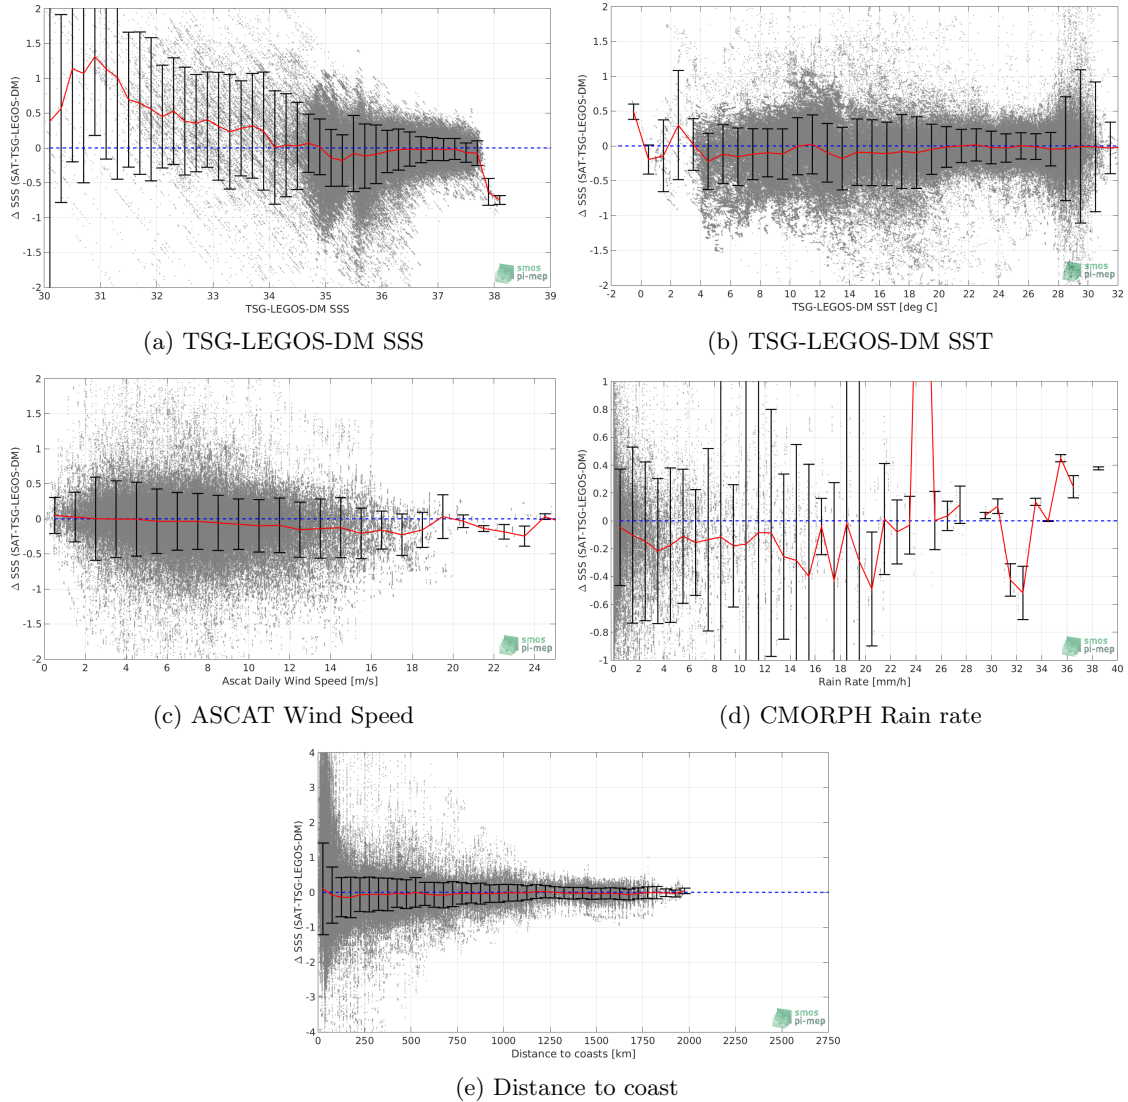 2
1.5
1
0.5
0
-0.5
-1
-1.5
-2
Δ SSS (SAT-TSG-LEGOS-DM)
30 31 32 33 34 35 36 37 38 39
TSG-LEGOS-DM SSS
smos
pi-mep
(a) TSG-LEGOS-DM SSS
2
1.5
1
0.5
0
-0.5
-1
-1.5
-2
Δ SSS (SAT-TSG-LEGOS-DM)
-2 0 2 4 6 8 10 12 14 16 18 20 22 24 26 28 30 32
TSG-LEGOS-DM SST [deg C]
smos
pi-mep
(b) TSG-LEGOS-DM SST
2
1.5
1
0.5
0
-0.5
-1
-1.5
-2
Δ SSS (SAT-TSG-LEGOS-DM)
0 2 4 6 8 10 12 14 16 18 20 22 24
Ascat Daily Wind Speed [m/s]
smos
pi-mep
(c) ASCAT Wind Speed
1
0.8
0.6
0.4
0.2
0
-0.2
-0.4
-0.6
-0.8
-1
Δ SSS (SAT-TSG-LEGOS-DM)
0 2 4 6 8 10 12 14 16 18 20 22 24 26 28 30 32 34 36 38 40
Rain Rate [mm/h]
smos
pi-mep
(d) CMORPH Rain rate
4
3
2
1
0
-1
-2
-3
-4
Δ SSS (SAT-TSG-LEGOS-DM)
0 250 500 750 1000 1250 1500 1750 2000 2250 2500 2750
Distance to coasts [km]
smos
pi-mep
(e) Distance to coast